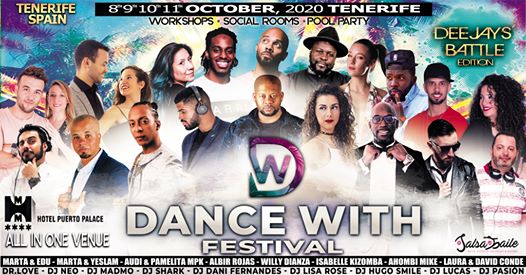 TENERIFE
SPAIN
8º9º10º11 OCTOBER, 2020 TENERIFE
WORKSHOPS · SOCIAL ROOMS · POOL PARTY
DEEJAYS
BATTLE
EDITION
DW
HOTEL PUERTO PALACE
ALL IN ONE VENUE
DANCE WITH
FESTIVAL
SalsaBaile
MARTA & EDU - MARTA & YESLAM - AUDI & PAMELITA MPK - ALBIR ROJAS - WILLY DIANZA - ISABELLE KIZOMBA - AHOMBI MIKE - LAURA & DAVID CONDE
DR.LOVE - DJ NEO - DJ MADMO - DJ SHARK - DJ DANI FERNANDES - DJ LISA ROSE - DJ HUGO SMILE - DJ LUCAS - DJ PASKAL